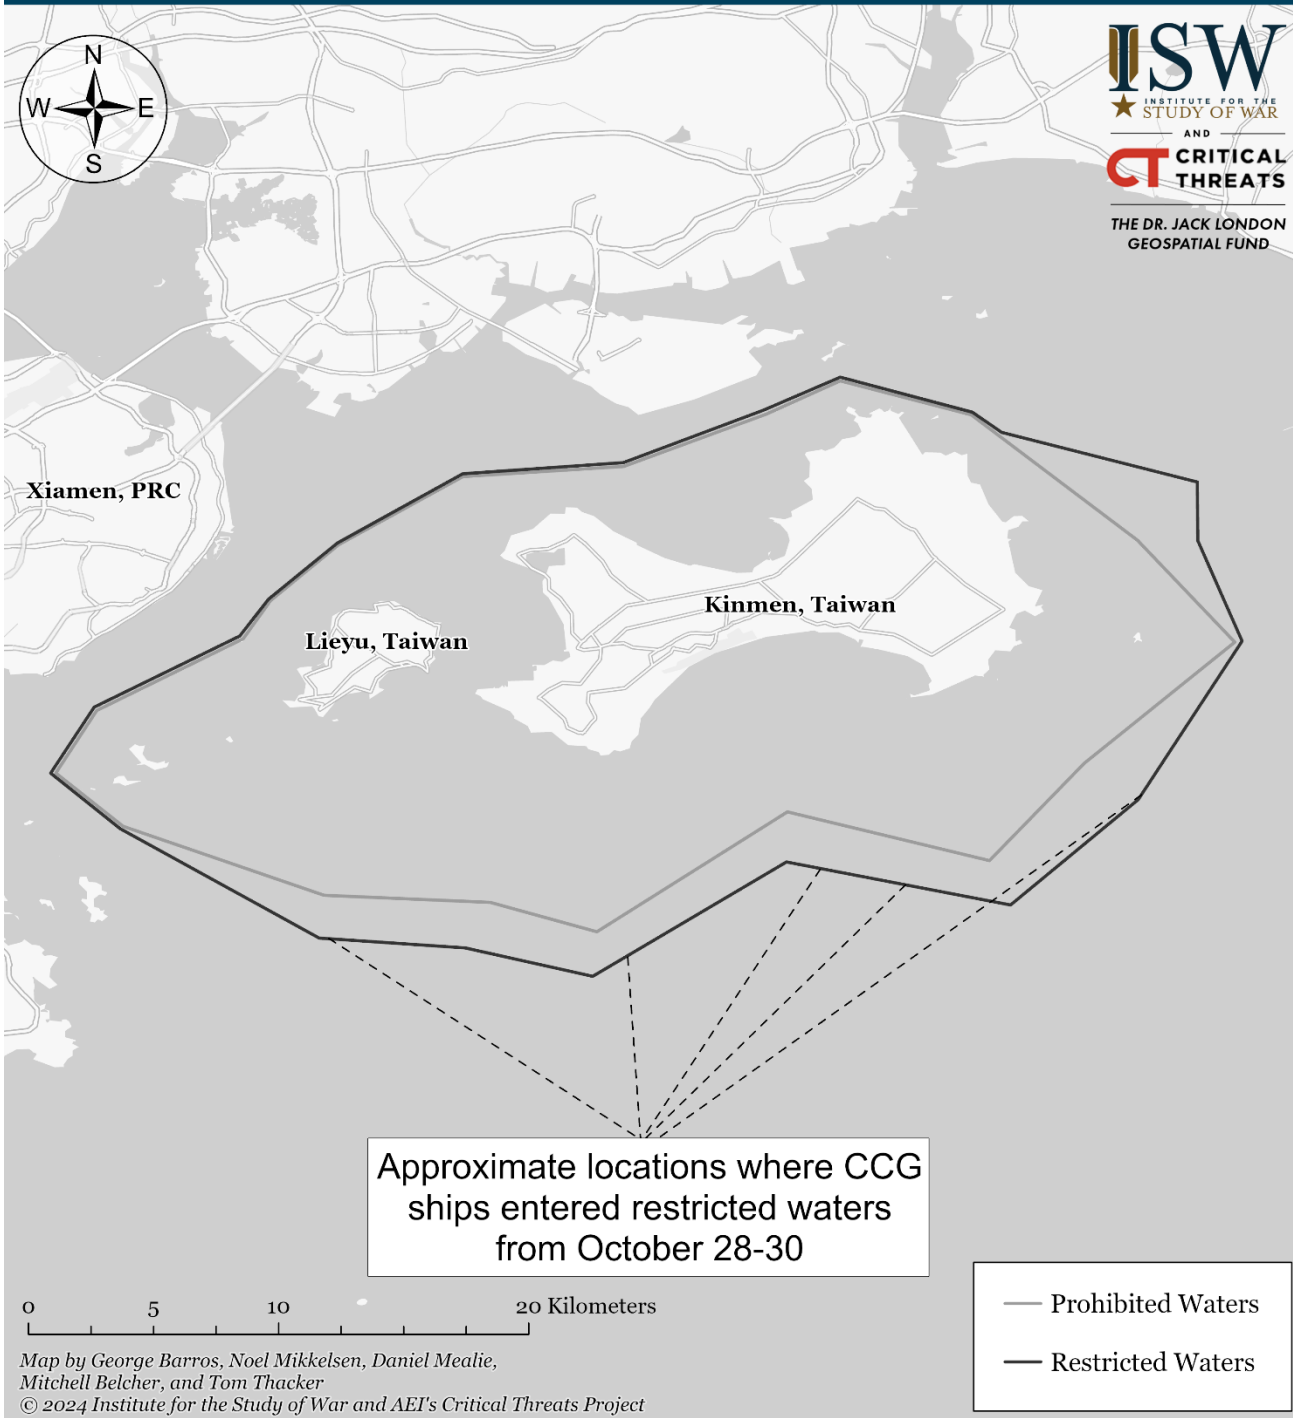 N
W E
S
ISW
INSTITUTE FOR THE
STUDY OF WAR
AND
CT CRITICAL
THREATS
THE DR. JACK LONDON
GEOSPATIAL FUND
Xiamen, PRC
Kinmen, Taiwan
Lieyu, Taiwan
Approximate locations where CCG
ships entered restricted waters
from October 28-30
0 5 10 20 Kilometers
Prohibited Waters
Restricted Waters
Map by George Barros, Noel Mikkelsen, Daniel Mealie,
Mitchell Belcher, and Tom Thacker
© 2024 Institute for the Study of War and AEI's Critical Threats Project